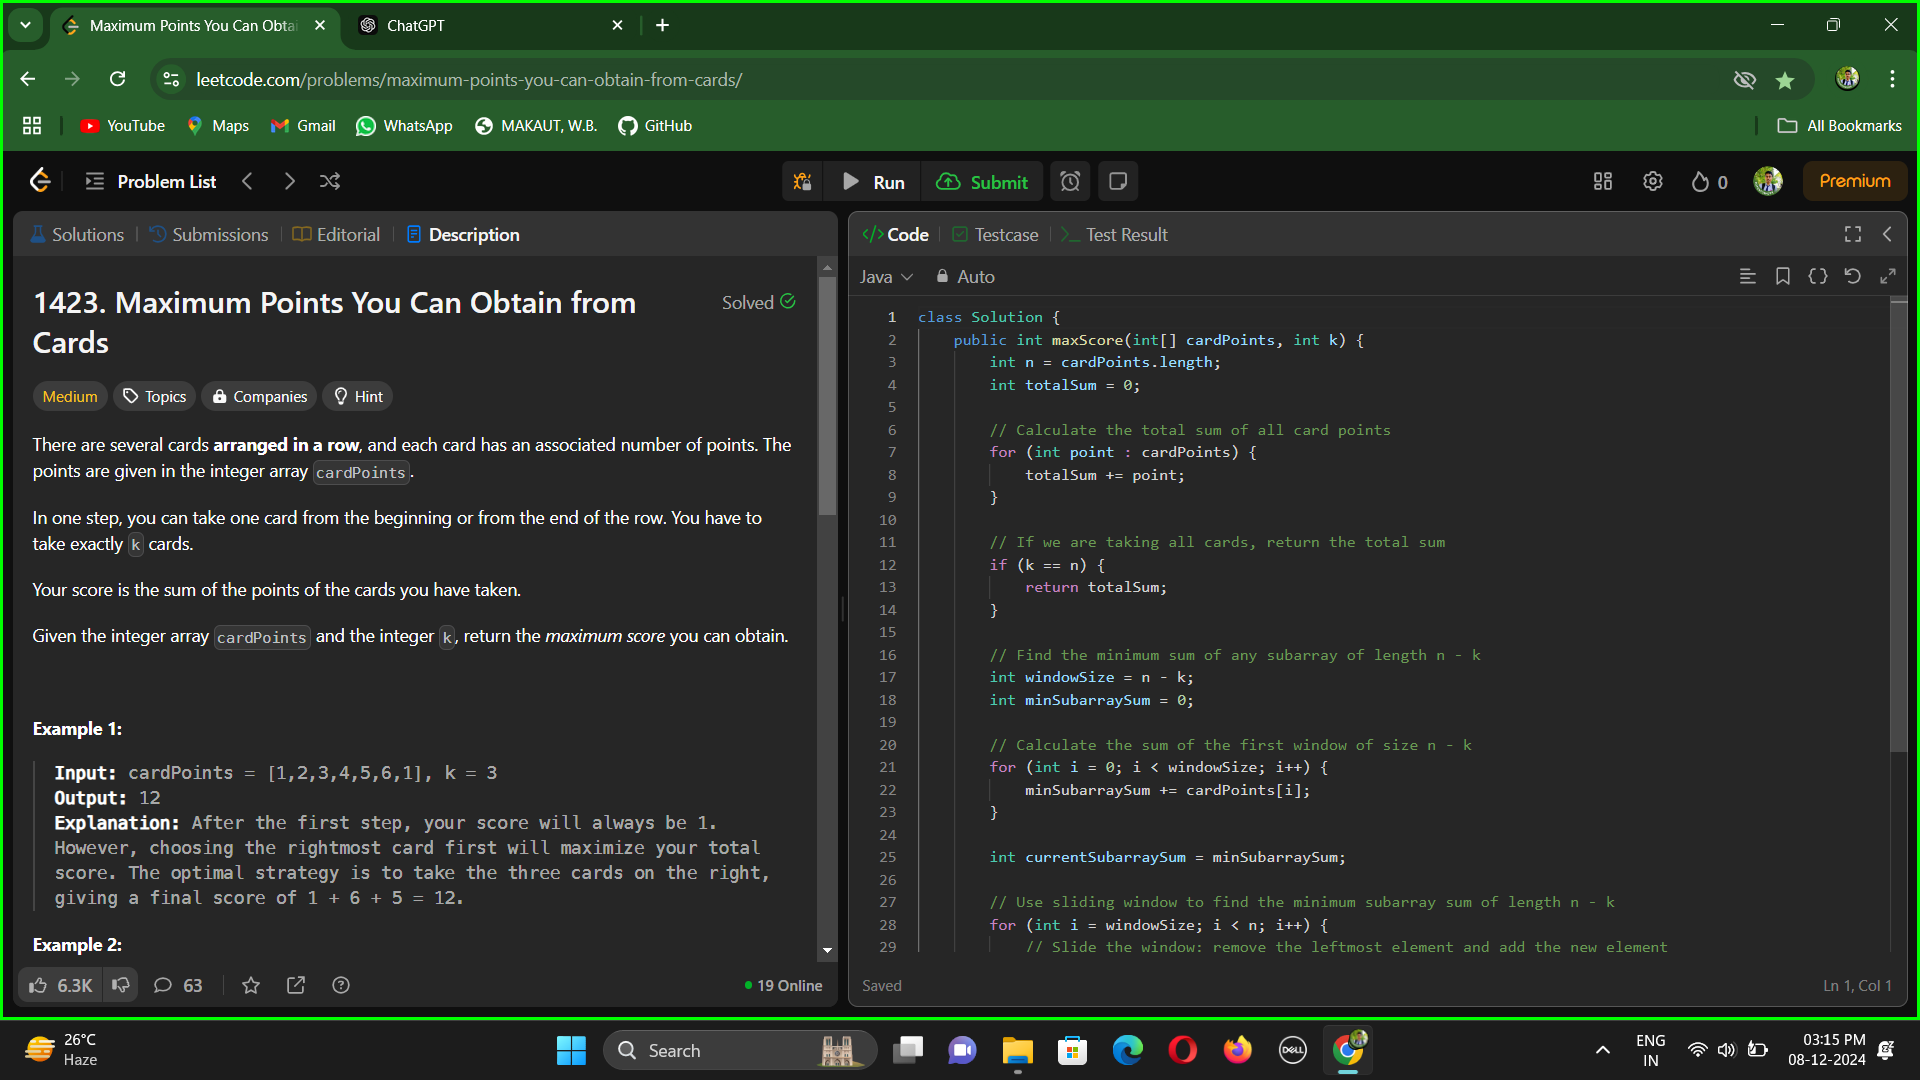 Maximum Points You Can Obtai
ChatGPT
leetcode.com/problems/maximum-points-you-can-obtain-from-cards/
YouTube
Maps
Gmail
WhatsApp
MAKAUT, W.B.
GitHub
All Bookmarks
Problem List
Run
Submit
0
Premium
Solutions
Submissions
Editorial
Description
1423. Maximum Points You Can Obtain from
Cards
Solved
Medium
Topics
Companies
Hint
There are several cards arranged in a row, and each card has an associated number of points. The
points are given in the integer array cardPoints.
In one step, you can take one card from the beginning or from the end of the row. You have to
take exactly k cards.
Your score is the sum of the points of the cards you have taken.
Given the integer array cardPoints and the integer k, return the maximum score you can obtain.
Example 1:
Input: cardPoints = [1,2,3,4,5,6,1], k = 3
Output: 12
Explanation: After the first step, your score will always be 1.
However, choosing the rightmost card first will maximize your total
score. The optimal strategy is to take the three cards on the right,
giving a final score of 1 + 6 + 5 = 12.
Example 2:
6.3K
63
19 Online
</> Code
Testcase
>_ Test Result
Java
Auto
1 class Solution {
2 public int maxScore(int[] cardPoints, int k) {
3 int n = cardPoints.length;
4 int totalSum = 0;
5
6 // Calculate the total sum of all card points
7 for (int point : cardPoints) {
8 totalSum += point;
9 }
10
11 // If we are taking all cards, return the total sum
12 if (k == n) {
13 return totalSum;
14 }
15
16 // Find the minimum sum of any subarray of length n - k
17 int windowSize = n - k;
18 int minSubarraySum = 0;
19
20 // Calculate the sum of the first window of size n - k
21 for (int i = 0; i < windowSize; i++) {
22 minSubarraySum += cardPoints[i];
23 }
24
25 int currentSubarraySum = minSubarraySum;
26
27 // Use sliding window to find the minimum subarray sum of length n - k
28 for (int i = windowSize; i < n; i++) {
29 // Slide the window: remove the leftmost element and add the new element
Saved
Ln 1, Col 1
26°C
Haze
Search
DELL
ENG
IN
03:15 PM
08-12-2024